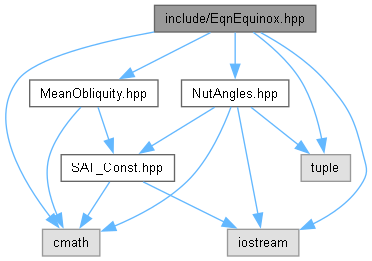 include/EqnEquinox.hpp
MeanObliquity.hpp
NutAngles.hpp
SAT_Const.hpp
tuple
cmath
iostream